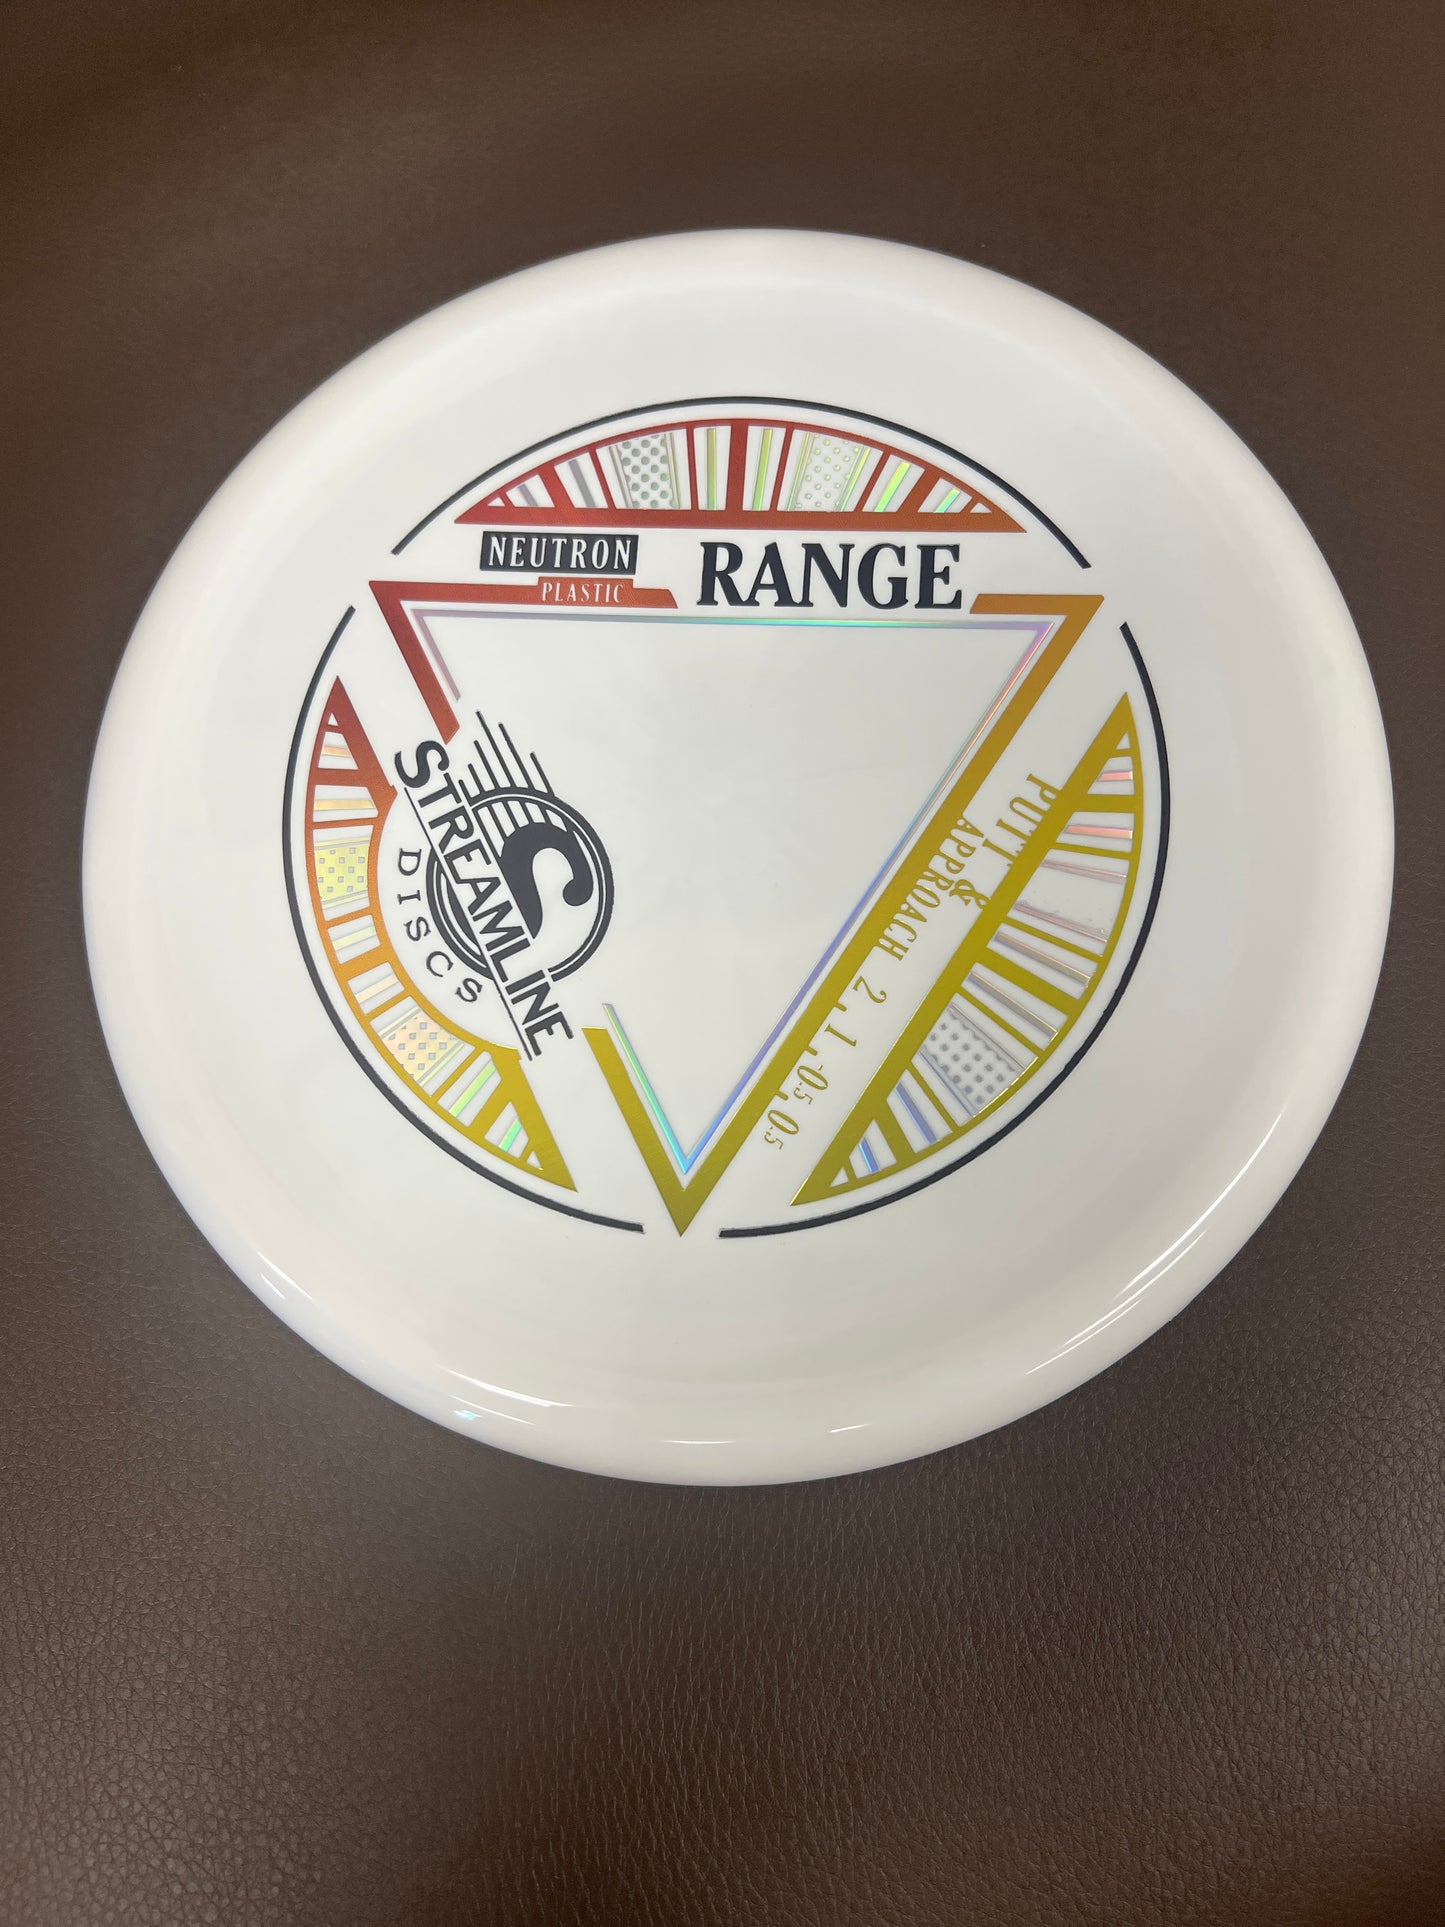 NEUTRON
PLASTIC
RANGE
STREAMLINE
DISCS
PUTT &
APPROACH 2, 1, -0.5, 0.5